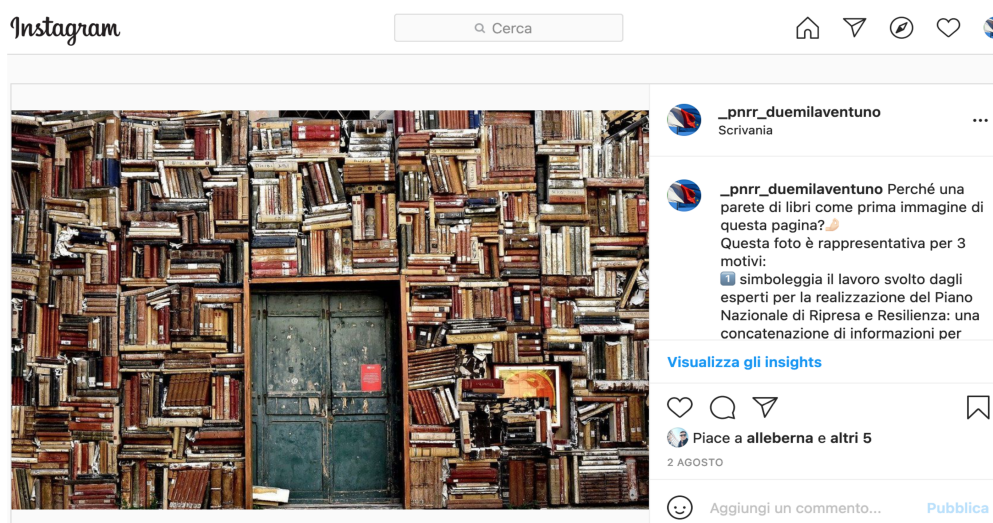 Instagram
Cerca
_pnrr_duemilaventuno
Scrivania
_pnrr_duemilaventuno Perché una
parete di libri come prima immagine di
questa pagina?🤌🏻
Questa foto è rappresentativa per 3
motivi:
1️⃣ simboleggia il lavoro svolto dagli
esperti per la realizzazione del Piano
Nazionale di Ripresa e Resilienza: una
concatenazione di informazioni per
Visualizza gli insights
Piace a alleberna e altri 5
2 AGOSTO
Aggiungi un commento...
Pubblica